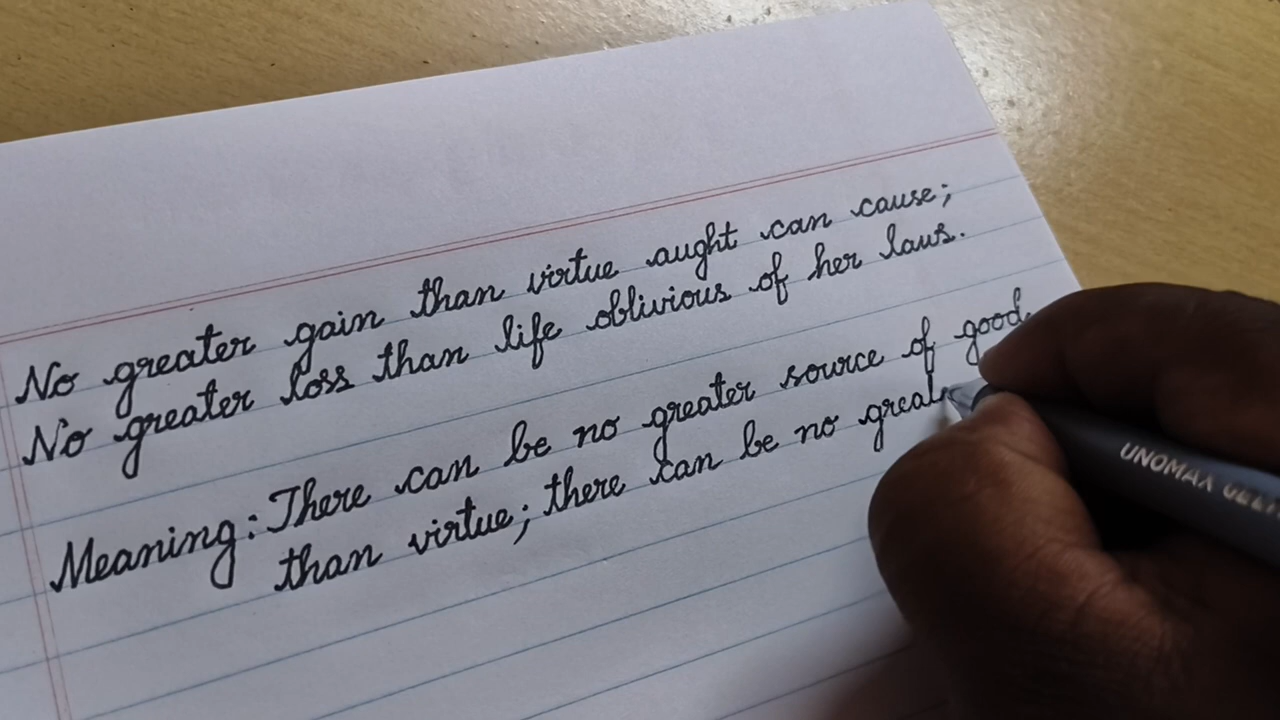 No greater gain than virtue aught can cause;
No greater loss than life oblivious of her laws.
Meaning: There can be no greater source of good
than virtue; there can be no great
UNOMAX